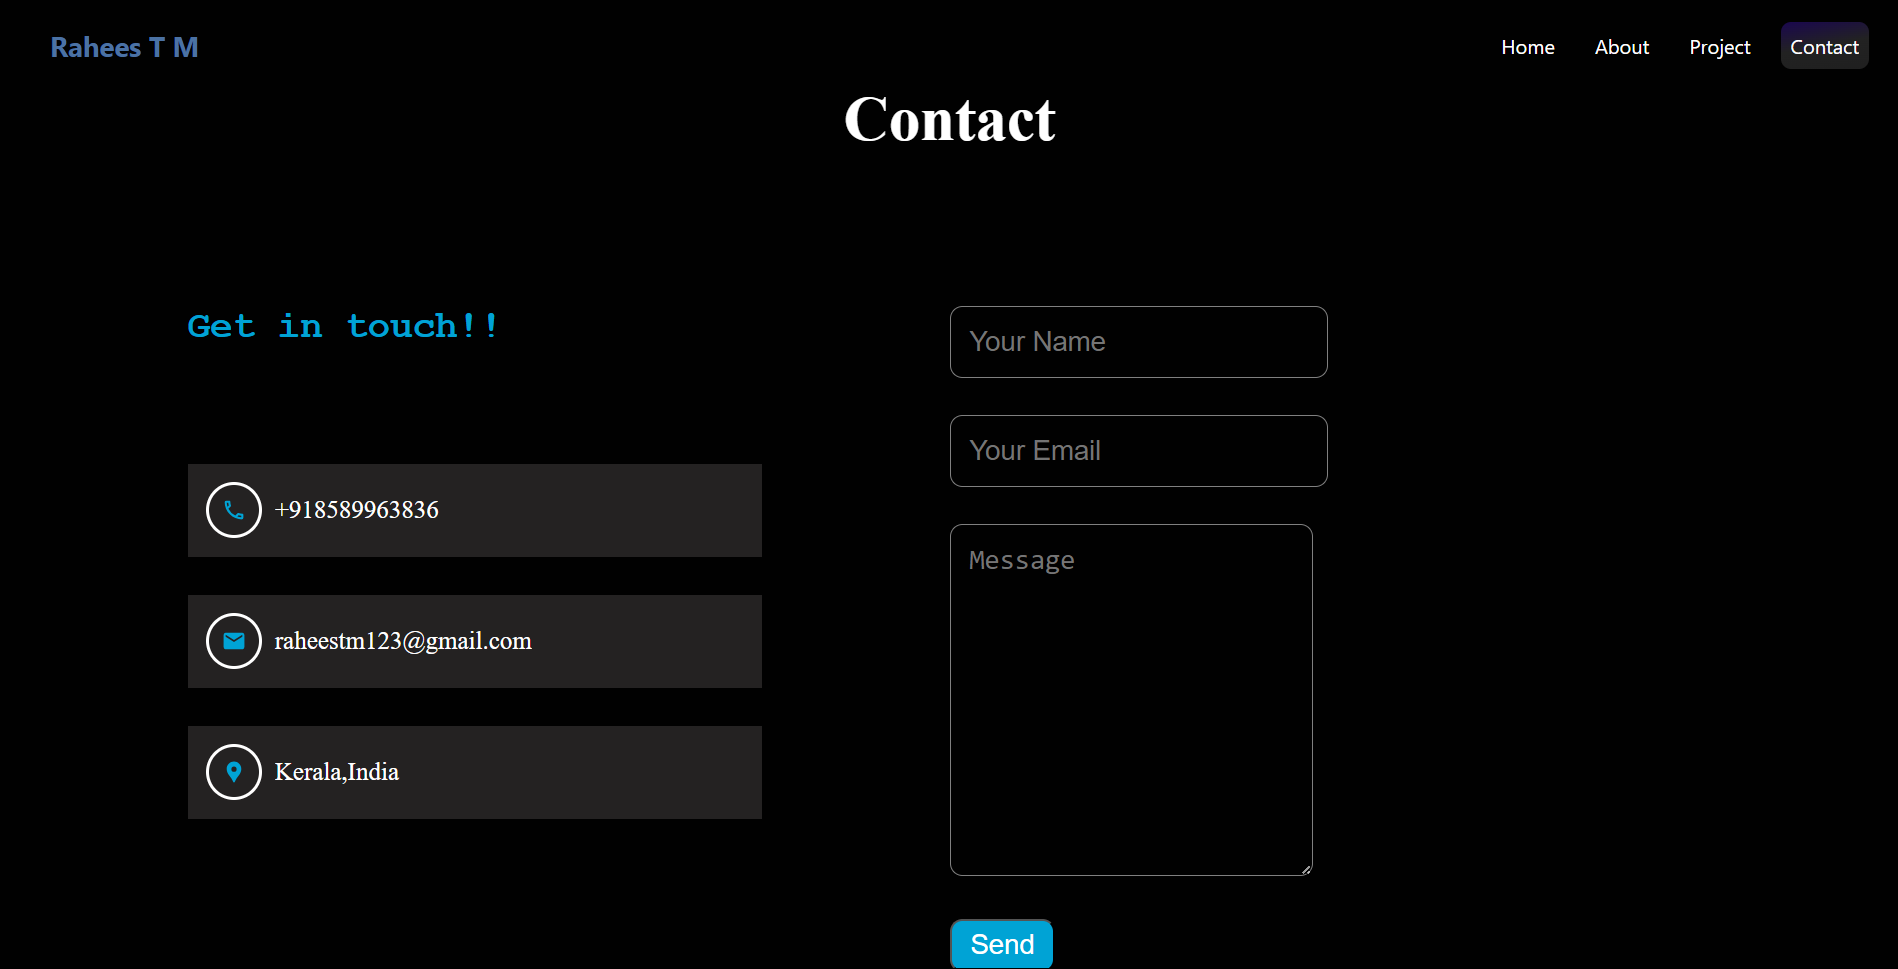 Rahees T M
Home About Project Contact
Contact
Get in touch!!
+918589963836
raheestm123@gmail.com
Kerala,India
Your Name
Your Email
Message
Send